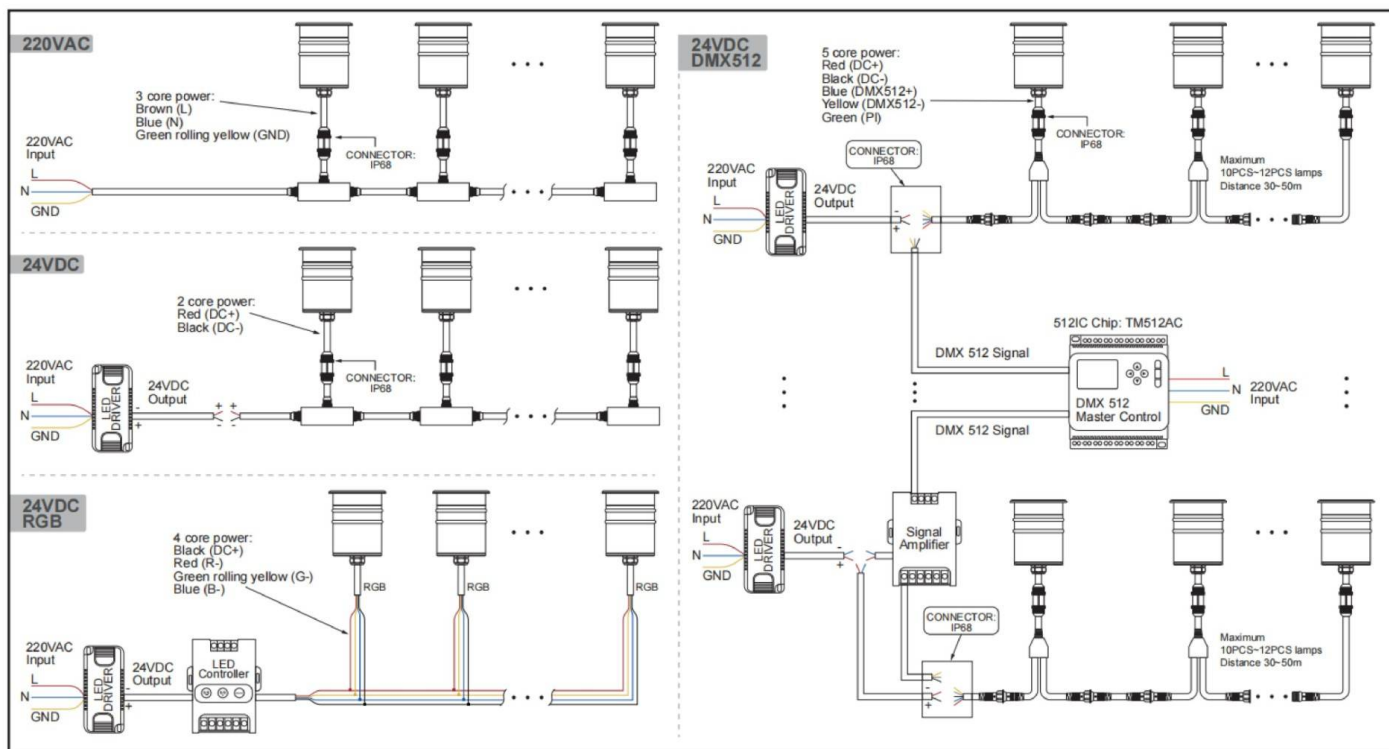 220VAC
3 core power:
Brown (L)
Blue (N)
Green rolling yellow (GND)
220VAC
Input
L
N
GND
CONNECTOR:
IP68
24VDC
2 core power:
Red (DC+)
Black (DC-)
220VAC
Input
L
N
GND
LED
DRIVER
24VDC
Output
-
+
+ +
- -
CONNECTOR:
IP68
24VDC
RGB
4 core power:
Black (DC+)
Red (R-)
Green rolling yellow (G-)
Blue (B-)
RGB
RGB
RGB
220VAC
Input
L
N
GND
LED
DRIVER
24VDC
Output
-
+
LED
Controller
24VDC
DMX512
5 core power:
Red (DC+)
Black (DC-)
Blue (DMX512+)
Yellow (DMX512-)
Green (PI)
CONNECTOR:
IP68
CONNECTOR:
IP68
Maximum
10PCS~12PCS lamps
Distance 30~50m
220VAC
Input
L
N
GND
LED
DRIVER
24VDC
Output
-
+
512IC Chip: TM512AC
DMX 512 Signal
DMX 512
Master Control
L
N
GND
220VAC
Input
DMX 512 Signal
220VAC
Input
L
N
GND
LED
DRIVER
24VDC
Output
-
+
Signal
Amplifier
CONNECTOR:
IP68
-
+
Maximum
10PCS~12PCS lamps
Distance 30~50m